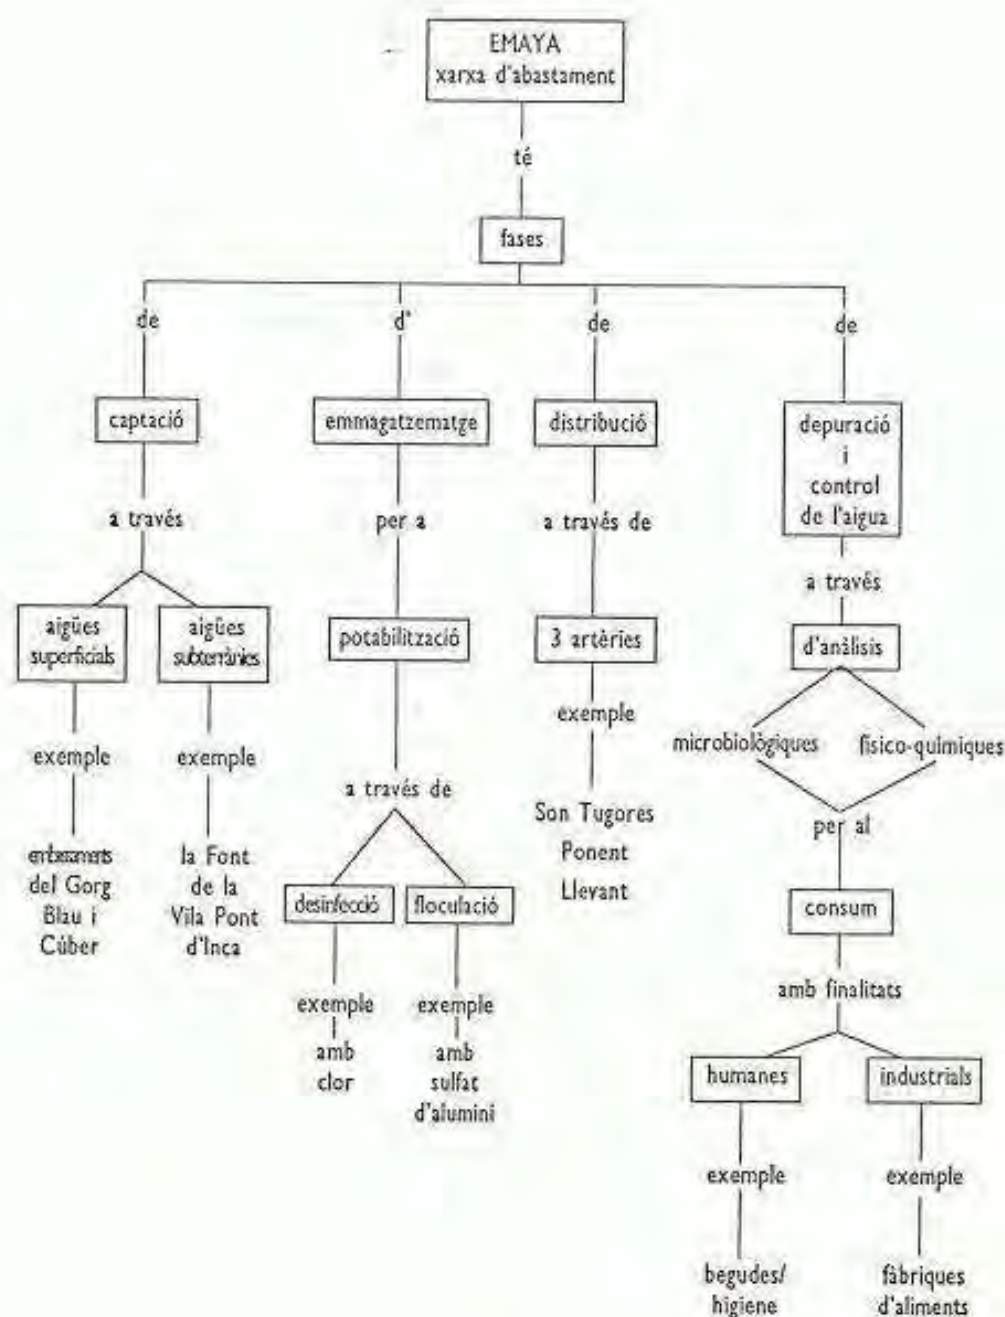 EMAYA
xarxa d'abastament
té
fases
de
d'
de
de
captació
emmagatzematge
distribució
depuració
i
control
de l'aigua
a través
per a
a través de
a través
aigües
superficials
aigües
subterrànies
potabilització
3 artèries
d'anàlisis
exemple
exemple
a través de
exemple
microbiològiques
físico-químiques
embassaments
del Gorg
Blau i
Cúber
la Font
de la
Vila Pont
d'Inca
desinfecció
floculació
Son Tugores
Ponent
Llevant
per al
consum
exemple
amb
clor
exemple
amb
sulfat
d'alumini
amb finalitats
humanes
industrials
exemple
exemple
begudes/
higiene
fàbriques
d'aliments